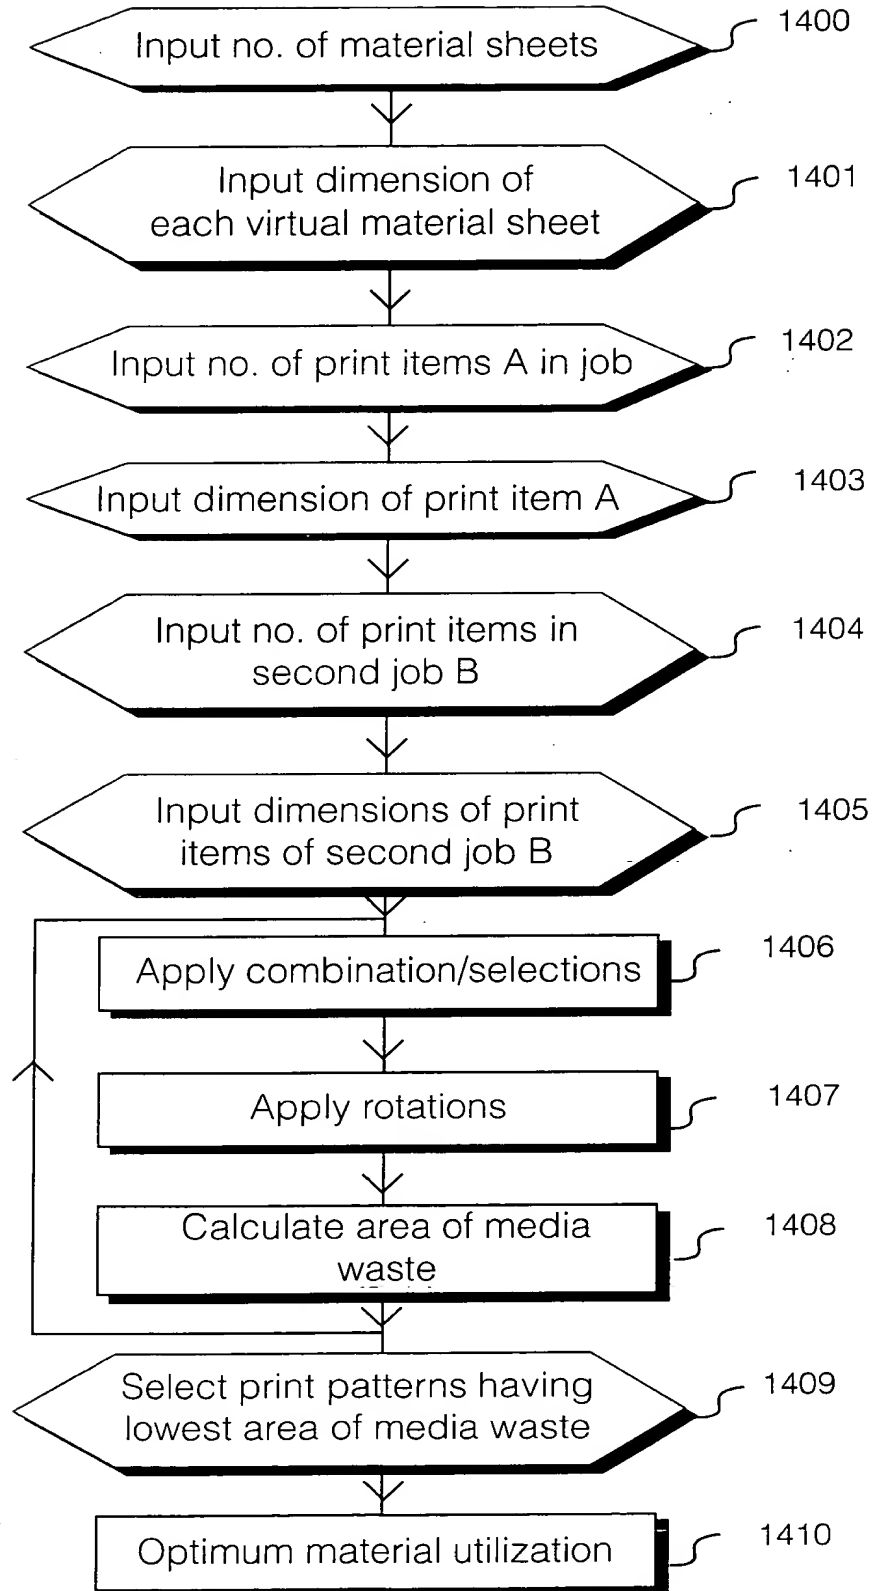 Input no. of material sheets
1400
Input dimension of
each virtual material sheet
1401
Input no. of print items A in job
1402
Input dimension of print item A
1403
Input no. of print items in
second job B
1404
Input dimensions of print
items of second job B
1405
Apply combination/selections
1406
Apply rotations
1407
Calculate area of media
waste
1408
Select print patterns having
lowest area of media waste
1409
Optimum material utilization
1410